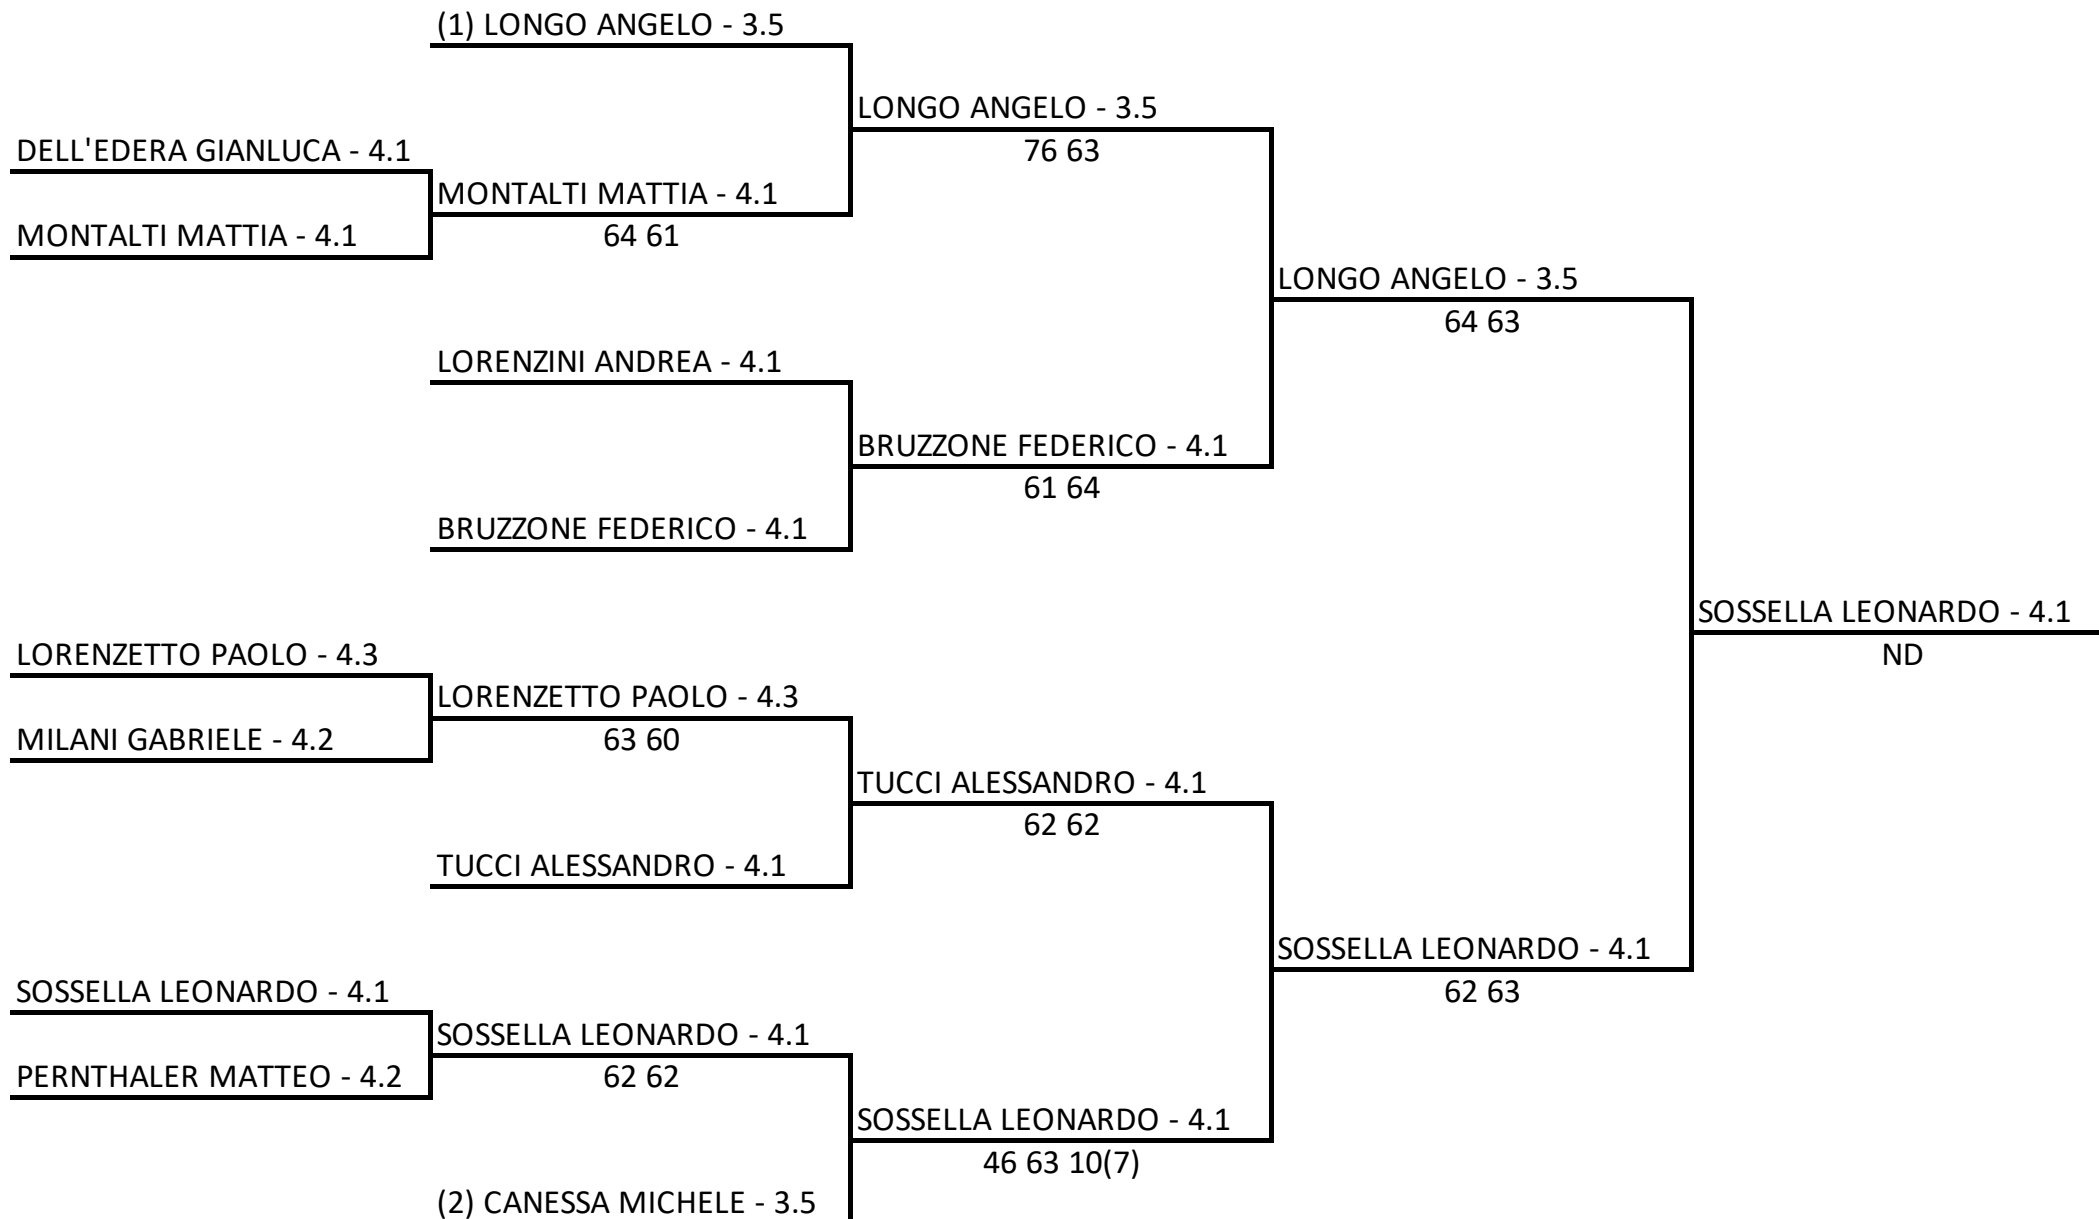 (1) LONGO ANGELO - 3.5
LONGO ANGELO - 3.5
76 63
DELL'EDERA GIANLUCA - 4.1
MONTALTI MATTIA - 4.1
64 61
MONTALTI MATTIA - 4.1
LONGO ANGELO - 3.5
64 63
LORENZINI ANDREA - 4.1
BRUZZONE FEDERICO - 4.1
61 64
BRUZZONE FEDERICO - 4.1
SOSSELLA LEONARDO - 4.1
ND
LORENZETTO PAOLO - 4.3
LORENZETTO PAOLO - 4.3
63 60
MILANI GABRIELE - 4.2
TUCCI ALESSANDRO - 4.1
62 62
TUCCI ALESSANDRO - 4.1
SOSSELLA LEONARDO - 4.1
62 63
SOSSELLA LEONARDO - 4.1
SOSSELLA LEONARDO - 4.1
62 62
PERNTHALER MATTEO - 4.2
SOSSELLA LEONARDO - 4.1
46 63 10(7)
(2) CANESSA MICHELE - 3.5